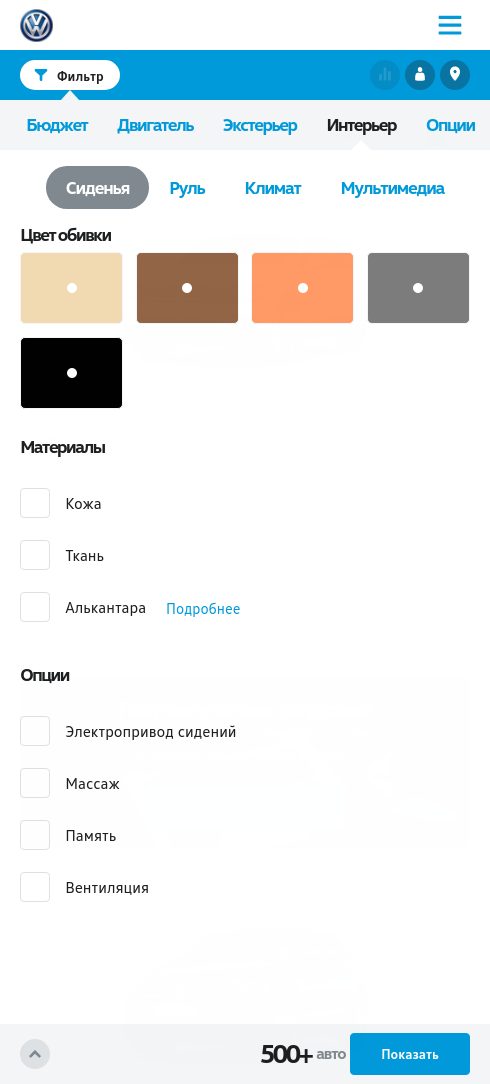 Фильтр
Бюджет Двигатель Экстерьер Интерьер Опции
Сиденья Руль Климат Мультимедиа
Цвет обивки
Материалы
Кожа
Ткань
Алькантара Подробнее
Опции
Электропривод сидений
Массаж
Память
Вентиляция
500+ авто Показать